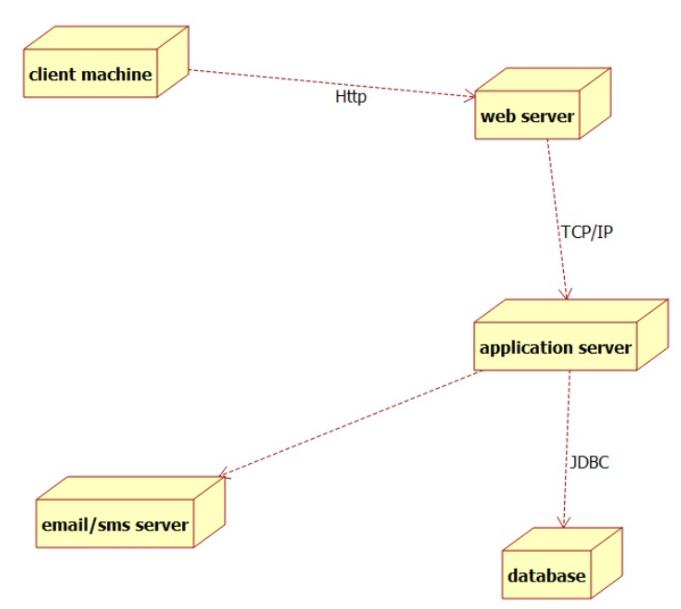 client machine
Http
web server
TCP/IP
application server
JDBC
email/sms server
database